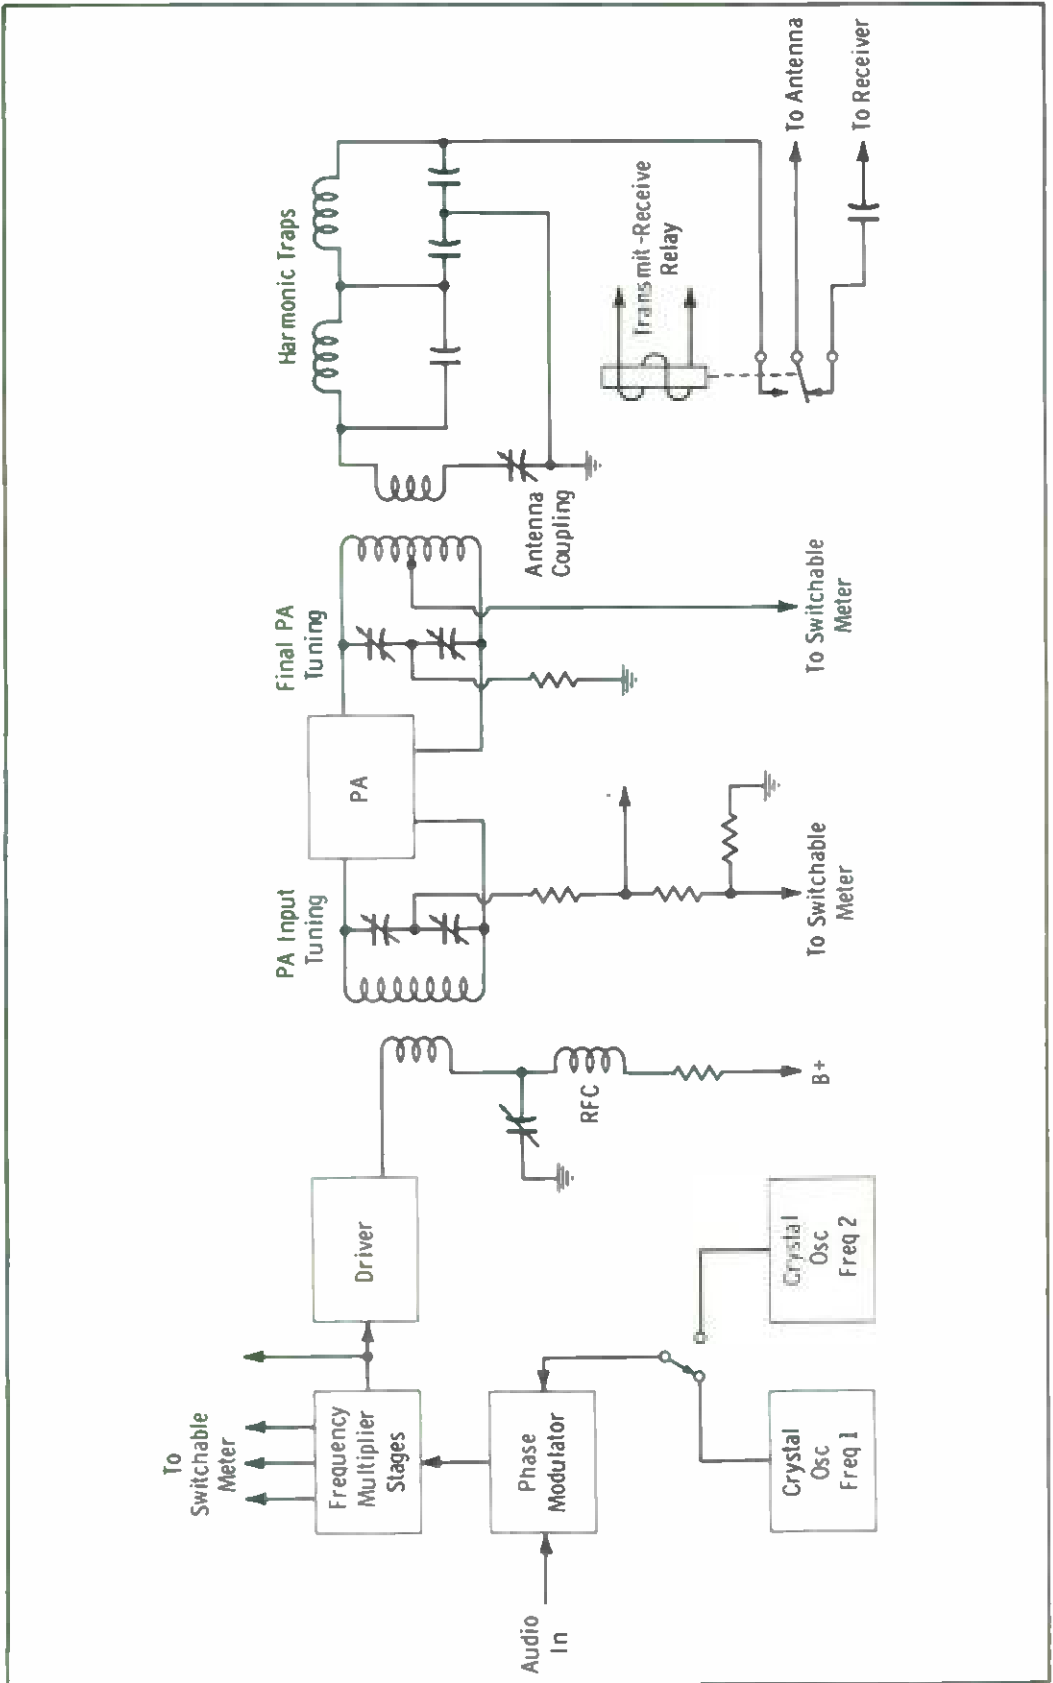 To
Switchable
Meter
Frequency
Multiplier
Stages
Driver
Audio
In
Phase
Modulator
Crystal
Osc
Freq 1
Crystal
Osc
Freq 2
RFC
B+
PA Input
Tuning
PA
Final PA
Tuning
To Switchable
Meter
To Switchable
Meter
Antenna
Coupling
Harmonic Traps
Transmit-Receive
Relay
To Antenna
To Receiver